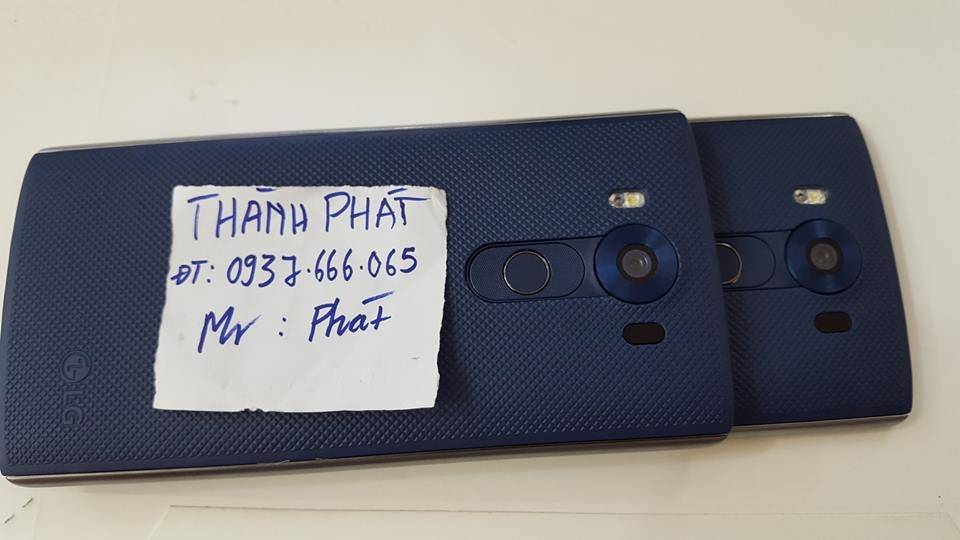 THÀNH PHÁT
ĐT: 0937.666.065
Mr : Phát
LG